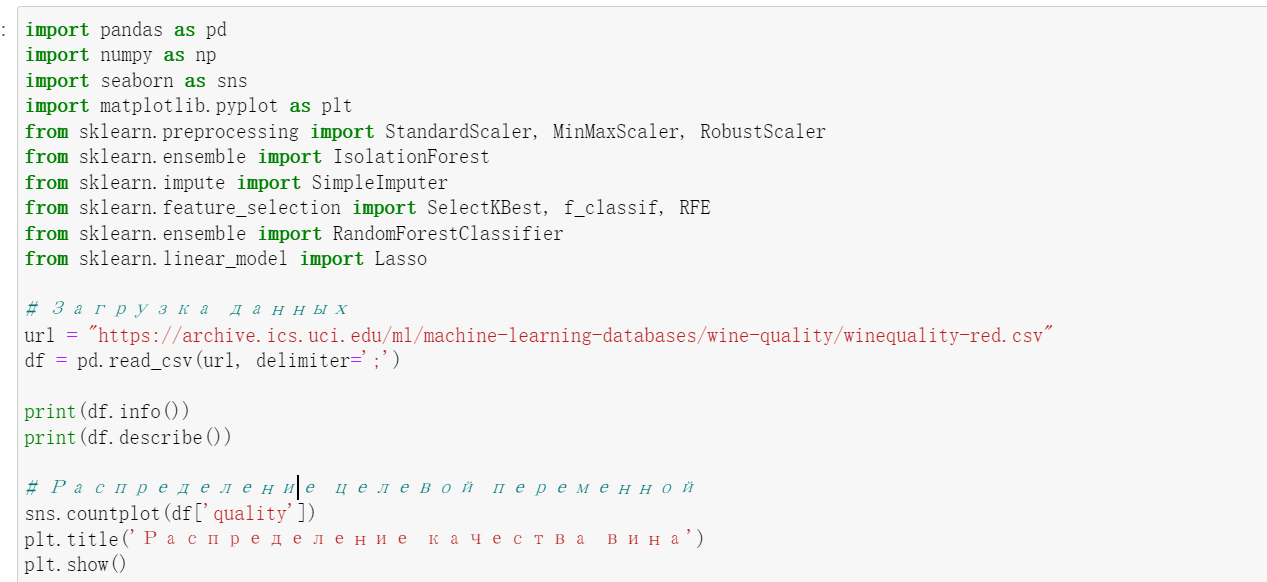 import pandas as pd
import numpy as np
import seaborn as sns
import matplotlib.pyplot as plt
from sklearn.preprocessing import StandardScaler, MinMaxScaler, RobustScaler
from sklearn.ensemble import IsolationForest
from sklearn.impute import SimpleImputer
from sklearn.feature_selection import SelectKBest, f_classif, RFE
from sklearn.ensemble import RandomForestClassifier
from sklearn.linear_model import Lasso
# Загрузка данных
url = "https://archive.ics.uci.edu/ml/machine-learning-databases/wine-quality/winequality-red.csv"
df = pd.read_csv(url, delimiter=';')
print(df.info())
print(df.describe())
# Распределение целевой переменной
sns.countplot(df['quality'])
plt.title('Распределение качества вина')
plt.show()